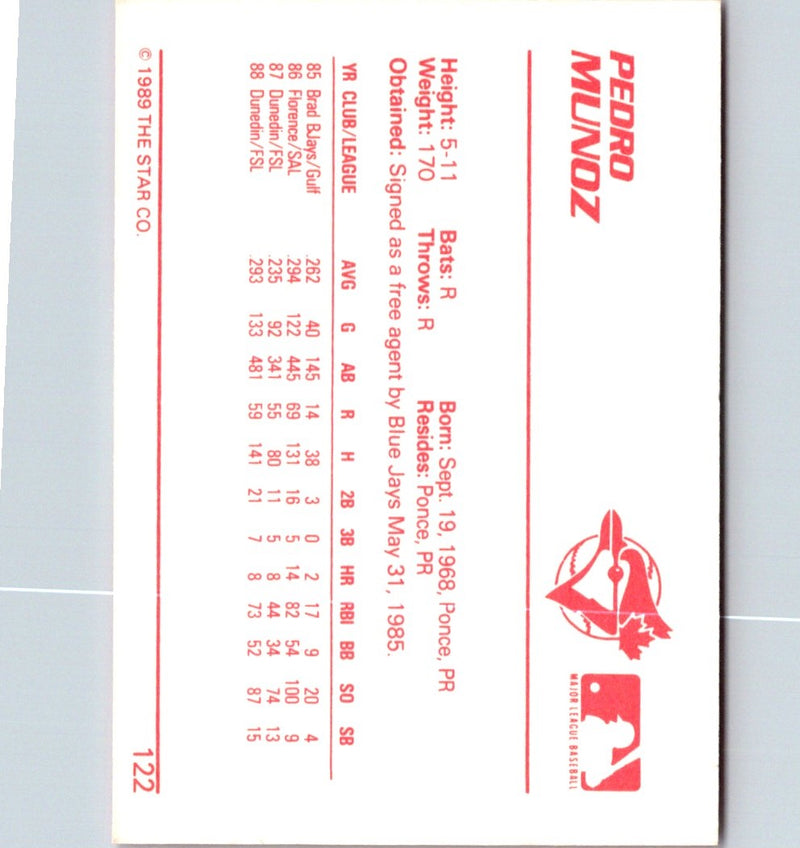 PEDRO
MUNOZ
MAJOR LEAGUE BASEBALL
Height: 5-11 Bats: R Born: Sept. 19, 1968, Ponce, PR
Weight: 170 Throws: R Resides: Ponce, PR
Obtained: Signed as a free agent by Blue Jays May 31, 1985.
YR CLUB/LEAGUE AVG G AB R H 2B 3B HR RBI BB SO SB
85 Brad BJays/Gulf .262 40 145 14 38 3 0 2 17 9 20 4
86 Florence/SAL .294 122 445 69 131 16 5 14 82 54 100 9
87 Dunedin/FSL .235 92 341 55 80 11 5 8 44 34 74 13
88 Dunedin/FSL .293 133 481 59 141 21 7 8 73 52 87 15
© 1989 THE STAR CO. 122